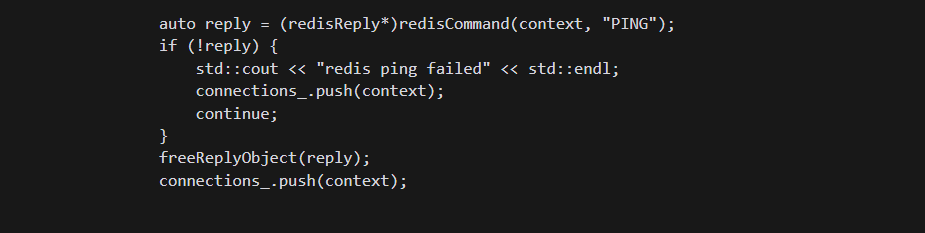 auto reply = (redisReply*)redisCommand(context, "PING");
if (!reply) {
    std::cout << "redis ping failed" << std::endl;
    connections_.push(context);
    continue;
}
freeReplyObject(reply);
connections_.push(context);